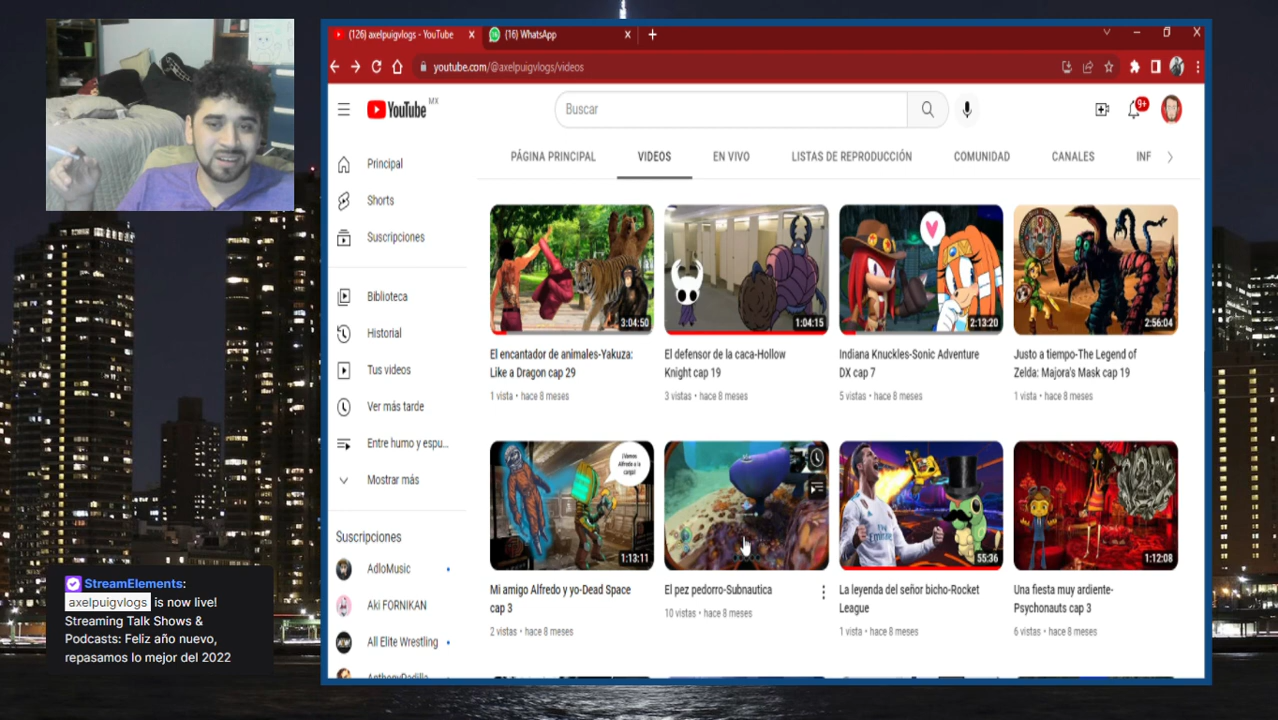 (126) axelpuigvlogs - YouTube
(16) WhatsApp
youtube.com/@axelpuigvlogs/videos
YouTube MX
Buscar
9+
PÁGINA PRINCIPAL VIDEOS EN VIVO LISTAS DE REPRODUCCIÓN COMUNIDAD CANALES INF
Principal
Shorts
Suscripciones
Biblioteca
Historial
Tus videos
Ver más tarde
Entre humo y espu...
Mostrar más
Suscripciones
AdloMusic
Aki FORNIKAN
All Elite Wrestling
AnthonyPadilla
3:04:50
El encantador de animales-Yakuza:
Like a Dragon cap 29
1 vista • hace 8 meses
1:04:15
El defensor de la caca-Hollow
Knight cap 19
3 vistas • hace 8 meses
2:13:20
Indiana Knuckles-Sonic Adventure
DX cap 7
5 vistas • hace 8 meses
2:56:04
Justo a tiempo-The Legend of
Zelda: Majora's Mask cap 19
1 vista • hace 8 meses
¡Vamos
Alfredo a la
carga!
1:13:11
Mi amigo Alfredo y yo-Dead Space
cap 3
2 vistas • hace 8 meses
El pez pedorro-Subnautica
10 vistas • hace 8 meses
55:36
La leyenda del señor bicho-Rocket
League
1 vista • hace 8 meses
1:12:08
Una fiesta muy ardiente-
Psychonauts cap 3
6 vistas • hace 8 meses
StreamElements:
axelpuigvlogs is now live!
Streaming Talk Shows &
Podcasts: Feliz año nuevo,
repasamos lo mejor del 2022